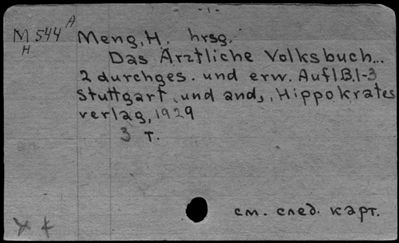 - 1 -
M 544 A
H
Meng, H. hrsg.
Das Ärztliche Volksbuch...
2 durchges. und erw. Aufl B.1-3
Stuttgart, und and., Hippokrates
verlag, 1929
3 т.
см. след. карт.